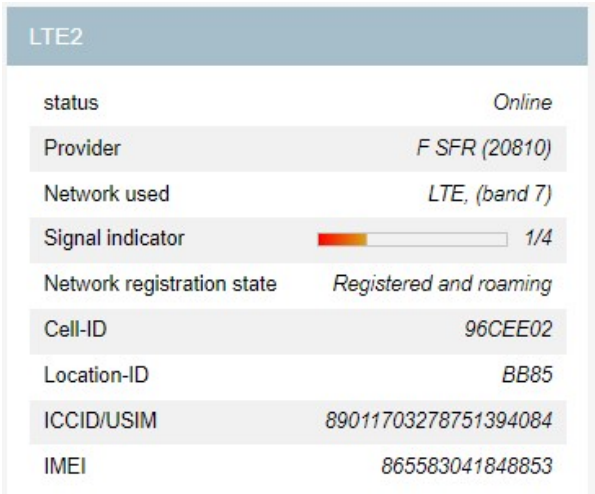 LTE2
status Online
Provider F SFR (20810)
Network used LTE, (band 7)
Signal indicator 1/4
Network registration state Registered and roaming
Cell-ID 96CEE02
Location-ID BB85
ICCID/USIM 89011703278751394084
IMEI 865583041848853